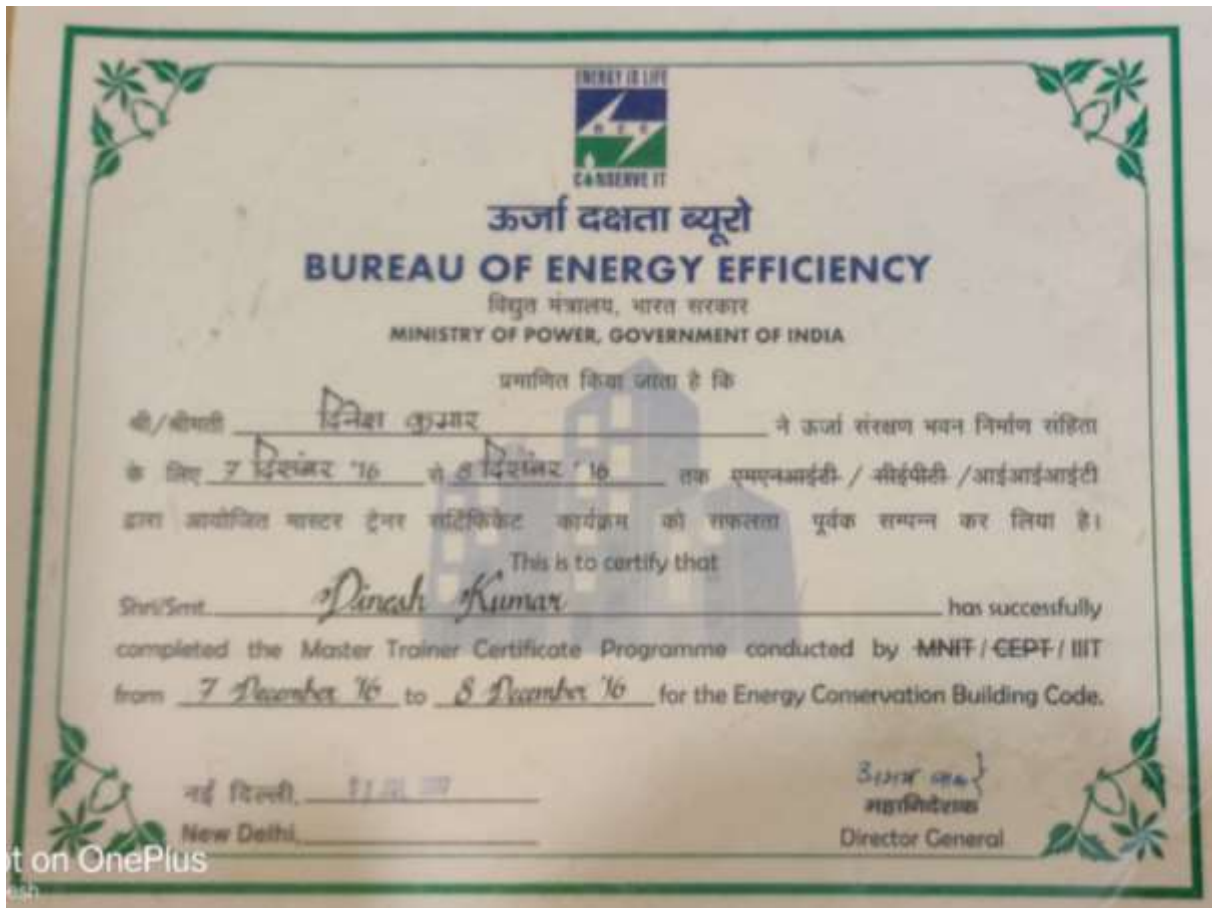 ENERGY IS LIFE
BEE
CONSERVE IT
ऊर्जा दक्षता ब्यूरो
BUREAU OF ENERGY EFFICIENCY
विद्युत मंत्रालय, भारत सरकार
MINISTRY OF POWER, GOVERNMENT OF INDIA
प्रमाणित किया जाता है कि
श्री/श्रीमती दिनेश कुमार ने ऊर्जा संरक्षण भवन निर्माण संहिता
के लिए 7 दिसंबर '16 से 8 दिसंबर '16 तक एमएनआईटी / सीईपीटी /आईआईआईटी
द्वारा आयोजित मास्टर ट्रेनर सर्टिफिकेट कार्यक्रम को सफलता पूर्वक सम्पन्न कर लिया है।
This is to certify that
Shri/Smt. Dinesh Kumar has successfully
completed the Master Trainer Certificate Programme conducted by MNIT / CEPT / IIIT
from 7 December '16 to 8 December '16 for the Energy Conservation Building Code.
नई दिल्ली,
New Delhi,
महानिदेशक
Director General
ot on OnePlus
esh